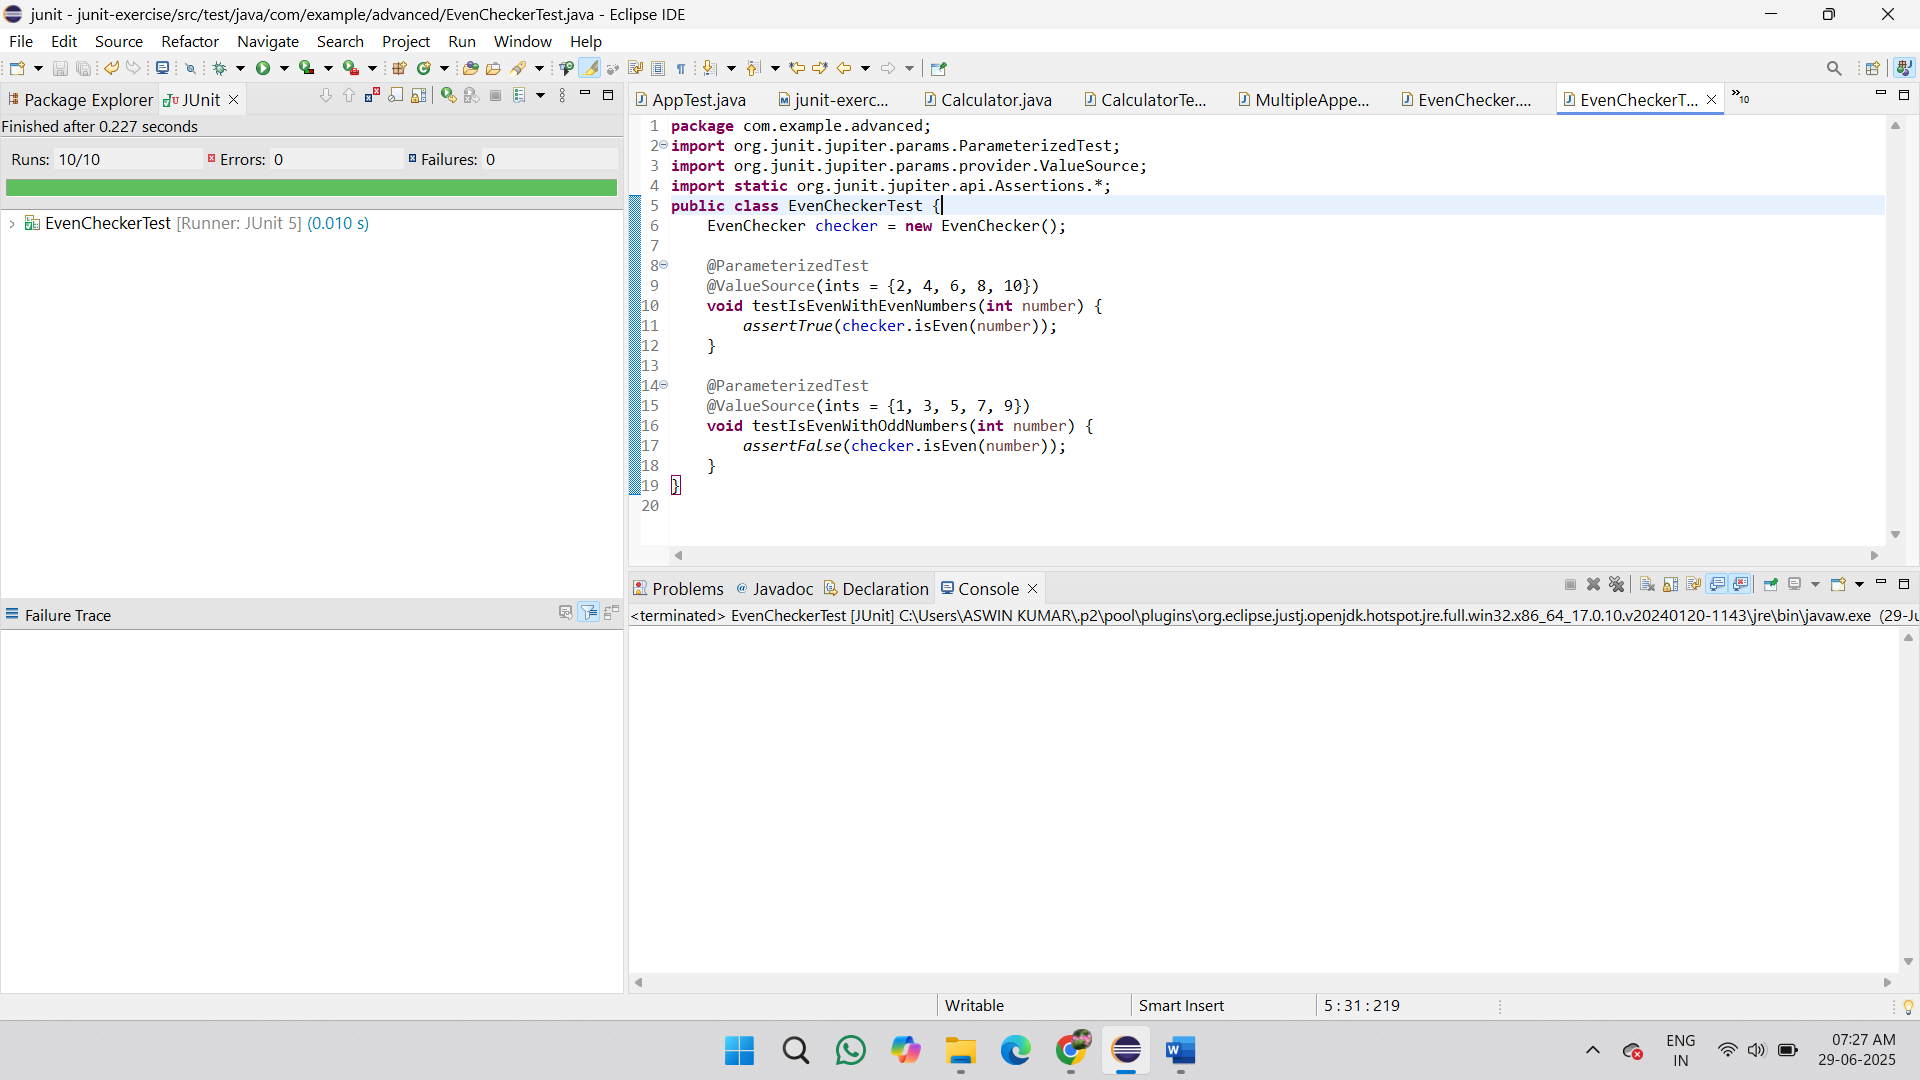 junit - junit-exercise/src/test/java/com/example/advanced/EvenCheckerTest.java - Eclipse IDE
File Edit Source Refactor Navigate Search Project Run Window Help
Package Explorer JUnit
Finished after 0.227 seconds
Runs: 10/10 Errors: 0 Failures: 0
EvenCheckerTest [Runner: JUnit 5] (0.010 s)
Failure Trace
AppTest.java junit-exerc... Calculator.java CalculatorTe... MultipleAppe... EvenChecker.... EvenCheckerT... 10
1 package com.example.advanced;
2 import org.junit.jupiter.params.ParameterizedTest;
3 import org.junit.jupiter.params.provider.ValueSource;
4 import static org.junit.jupiter.api.Assertions.*;
5 public class EvenCheckerTest {
6 EvenChecker checker = new EvenChecker();
7
8 @ParameterizedTest
9 @ValueSource(ints = {2, 4, 6, 8, 10})
10 void testIsEvenWithEvenNumbers(int number) {
11 assertTrue(checker.isEven(number));
12 }
13
14 @ParameterizedTest
15 @ValueSource(ints = {1, 3, 5, 7, 9})
16 void testIsEvenWithOddNumbers(int number) {
17 assertFalse(checker.isEven(number));
18 }
19 }
20
Problems @ Javadoc Declaration Console
<terminated> EvenCheckerTest [JUnit] C:\Users\ASWIN KUMAR\.p2\pool\plugins\org.eclipse.justj.openjdk.hotspot.jre.full.win32.x86_64_17.0.10.v20240120-1143\jre\bin\javaw.exe (29-Ju
Writable Smart Insert 5 : 31 : 219
ENG
IN
07:27 AM
29-06-2025